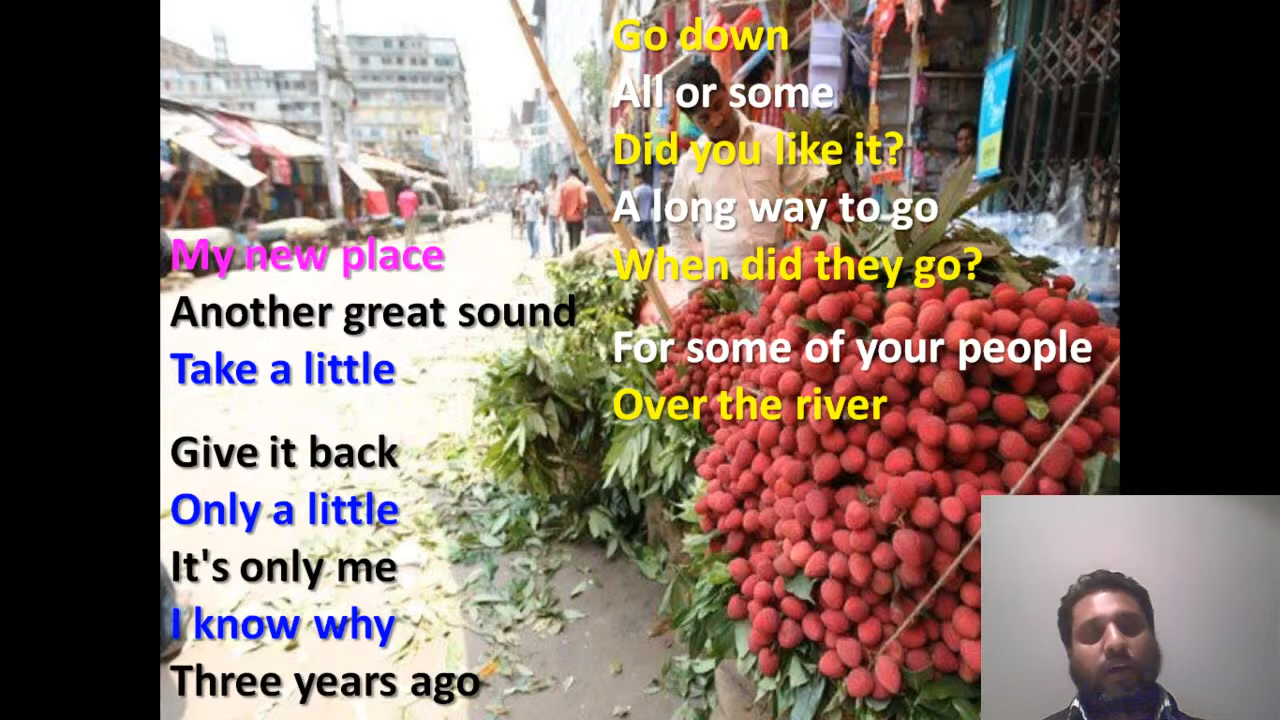 My new place
Another great sound
Take a little
Give it back
Only a little
It's only me
I know why
Three years ago
Go down
All or some
Did you like it?
A long way to go
When did they go?
For some of your people
Over the river